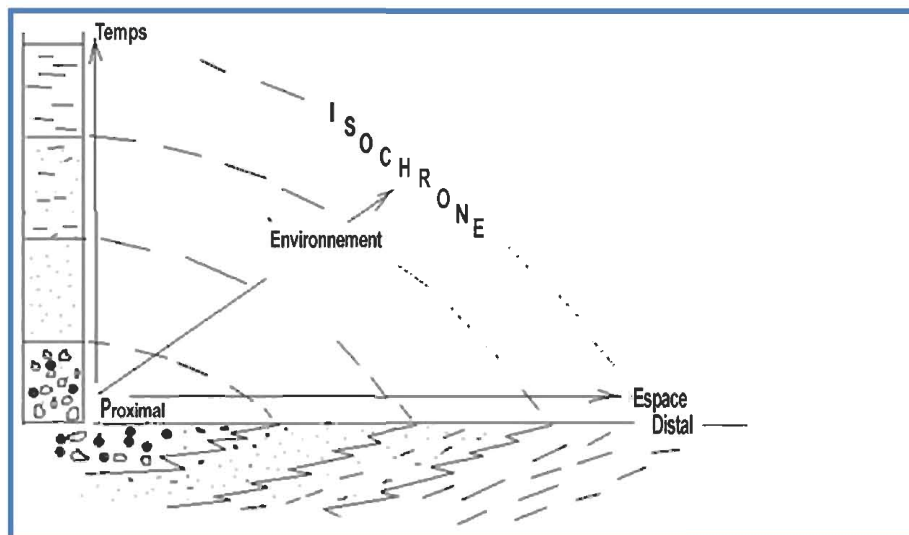 Temps
ISOCHRONE
Environnement
Proximal
Espace
Distal